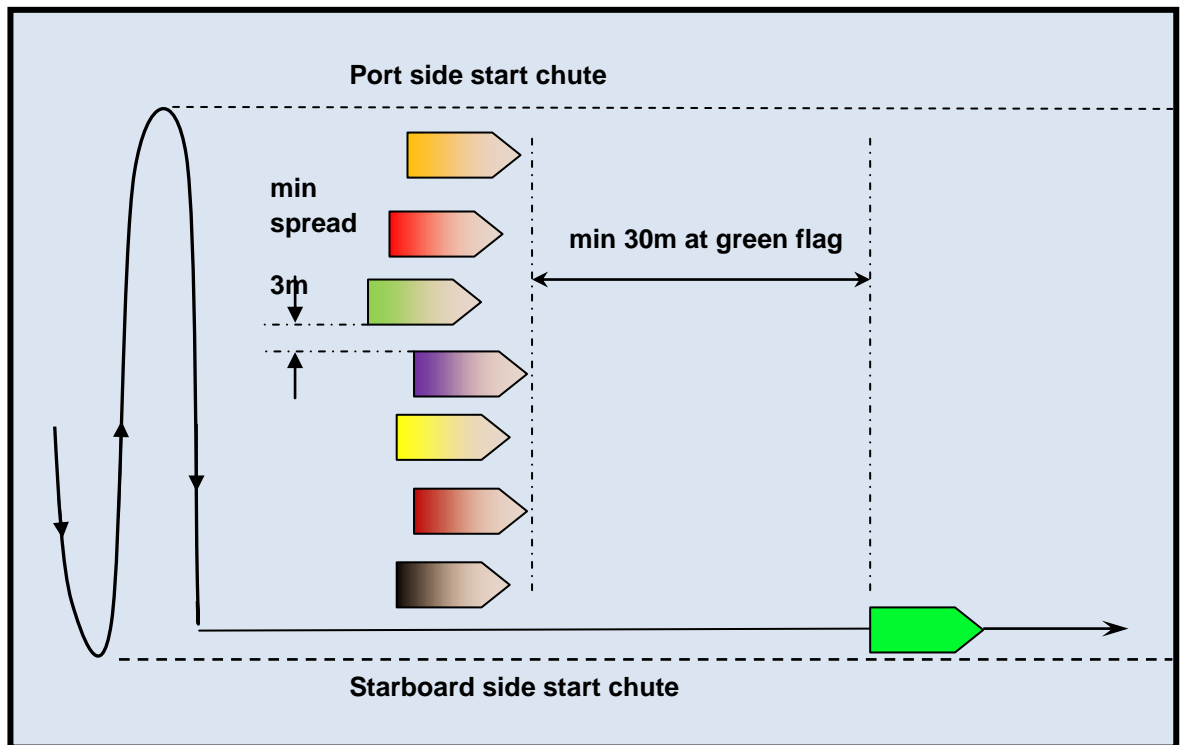 Port side start chute
min
spread
min 30m at green flag
3m
Starboard side start chute